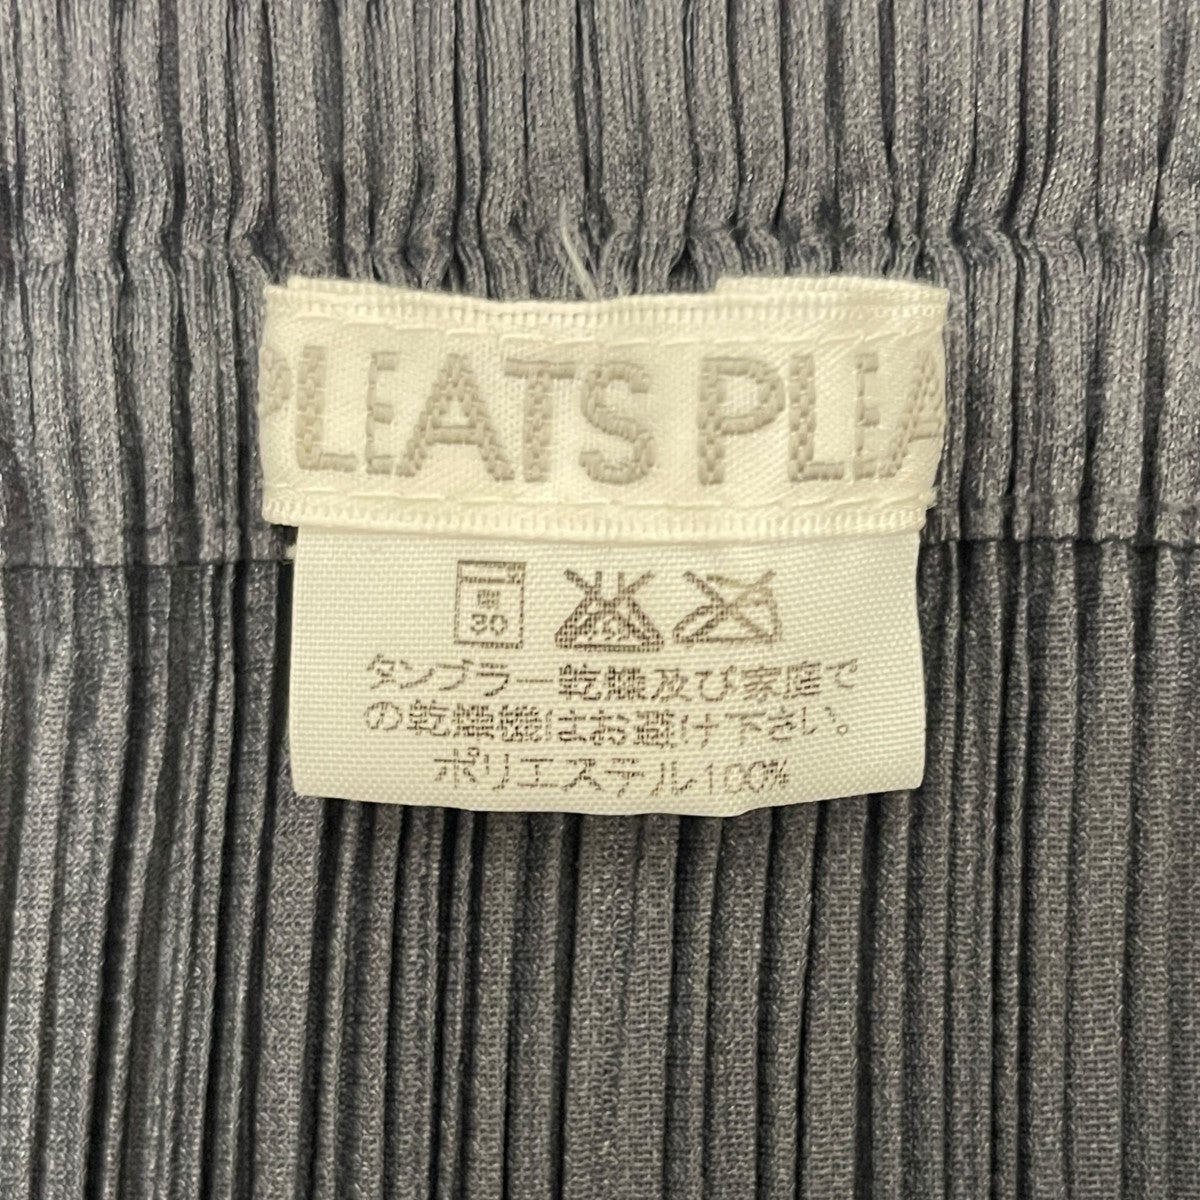 PLEATS PLEA
30
タンブラー乾燥及び家庭で
の乾燥機はお避け下さい。
ポリエステル100%